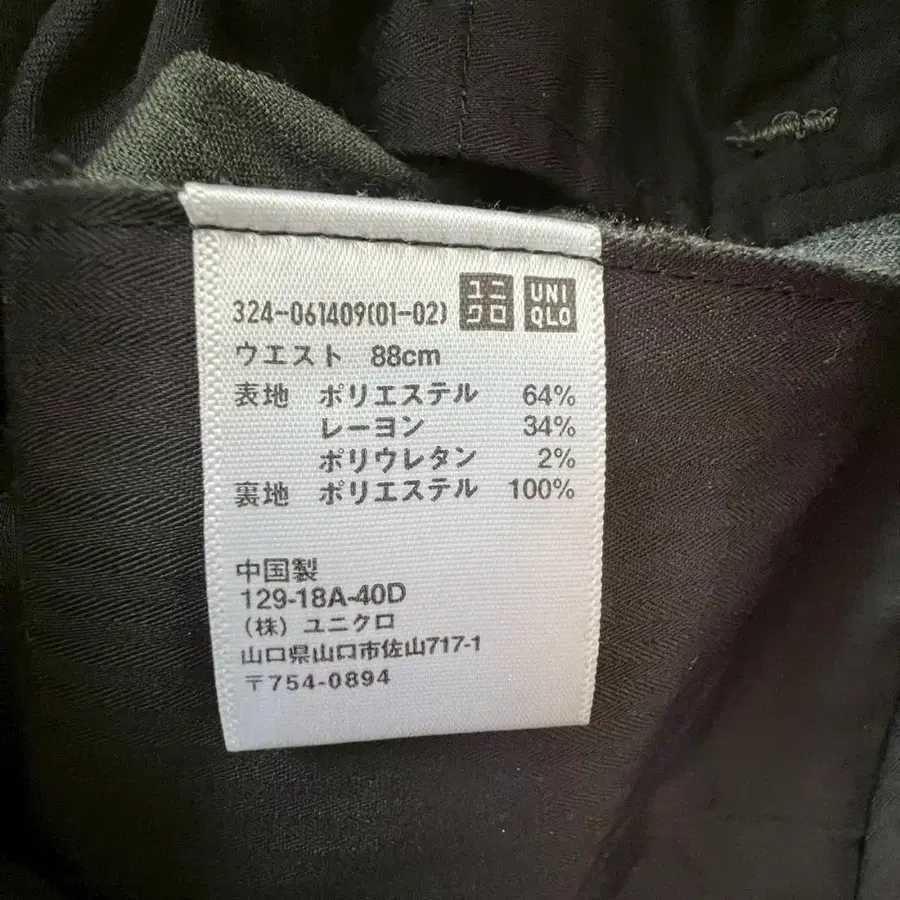 324-061409(01-02) ユニクロ UNIQLO
ウエスト 88cm
表地 ポリエステル 64%
レーヨン 34%
ポリウレタン 2%
裏地 ポリエステル 100%
中国製
129-18A-40D
(株) ユニクロ
山口県山口市佐山717-1
〒754-0894